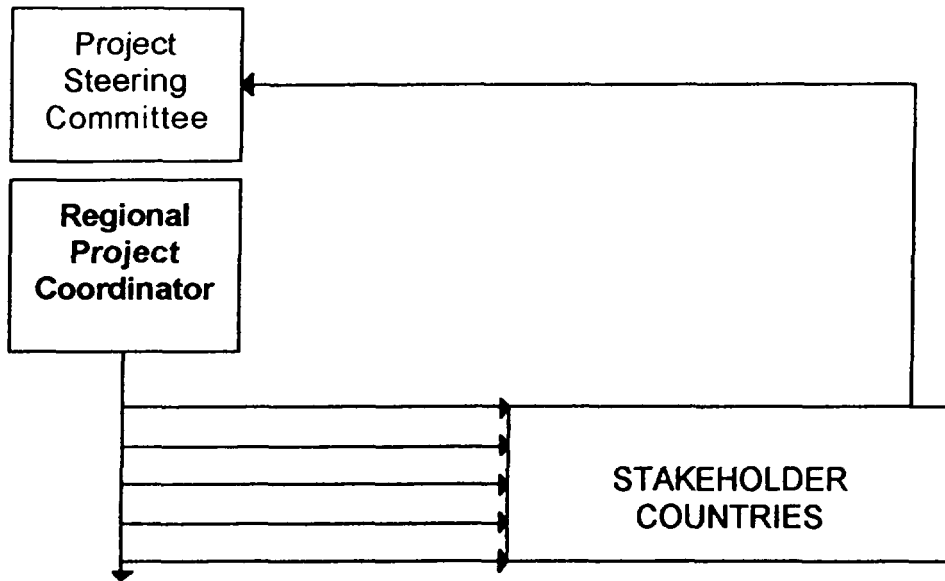 Project
Steering
Committee
Regional
Project
Coordinator
STAKEHOLDER
COUNTRIES